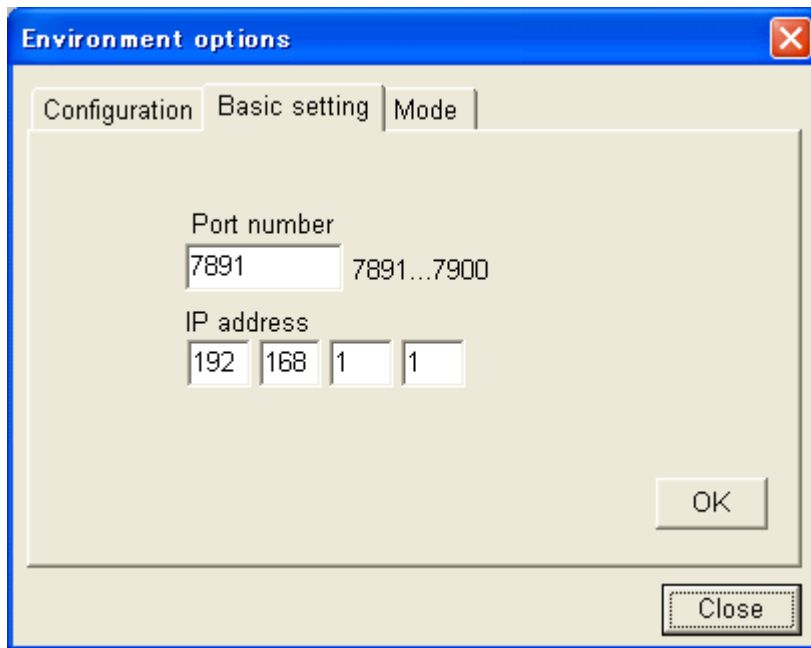 Environment options
Configuration Basic setting Mode
Port number
7891 7891...7900
IP address
192 168 1 1
OK
Close